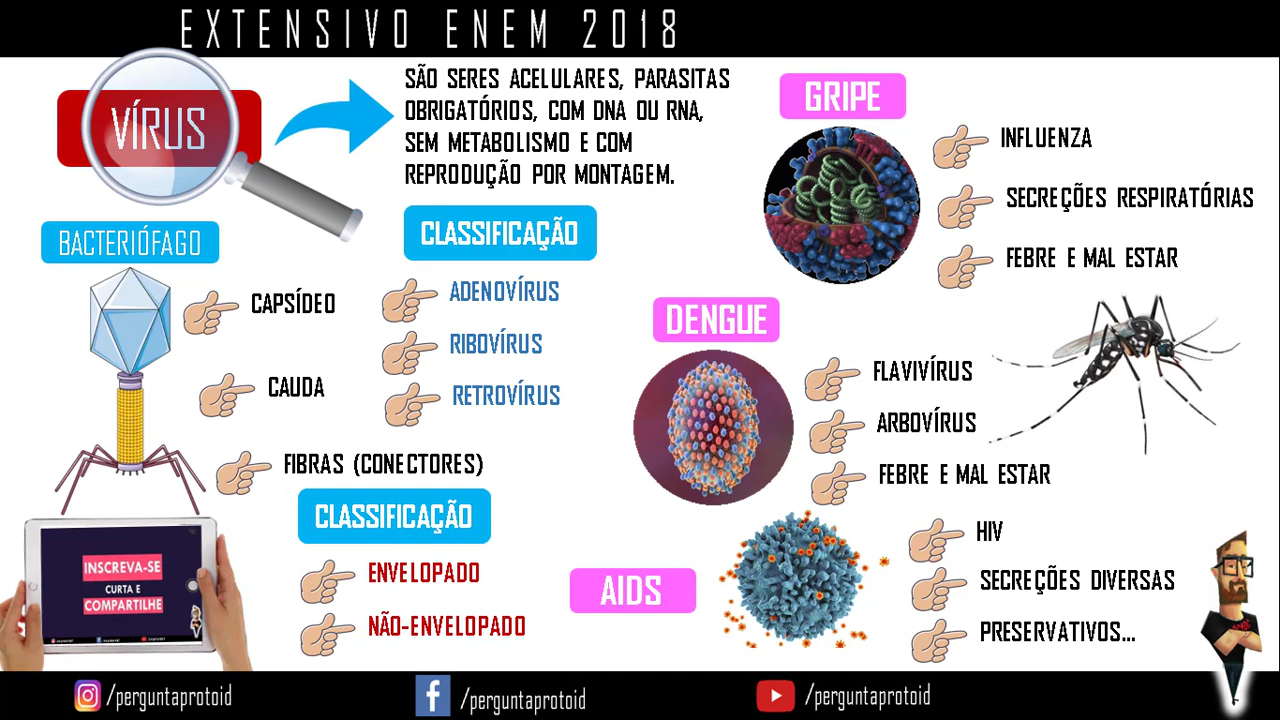 EXTENSIVO ENEM 2018
VÍRUS
SÃO SERES ACELULARES, PARASITAS
OBRIGATÓRIOS, COM DNA OU RNA,
SEM METABOLISMO E COM
REPRODUÇÃO POR MONTAGEM.
BACTERIÓFAGO
CAPSÍDEO
CAUDA
FIBRAS (CONECTORES)
CLASSIFICAÇÃO
ADENOVÍRUS
RIBOVÍRUS
RETROVÍRUS
CLASSIFICAÇÃO
ENVELOPADO
NÃO-ENVELOPADO
INSCREVA-SE
CURTA E
COMPARTILHE
GRIPE
INFLUENZA
SECREÇÕES RESPIRATÓRIAS
FEBRE E MAL ESTAR
DENGUE
FLAVIVÍRUS
ARBOVÍRUS
FEBRE E MAL ESTAR
AIDS
HIV
SECREÇÕES DIVERSAS
PRESERVATIVOS...
/perguntaprotoid
/perguntaprotoid
/perguntaprotoid